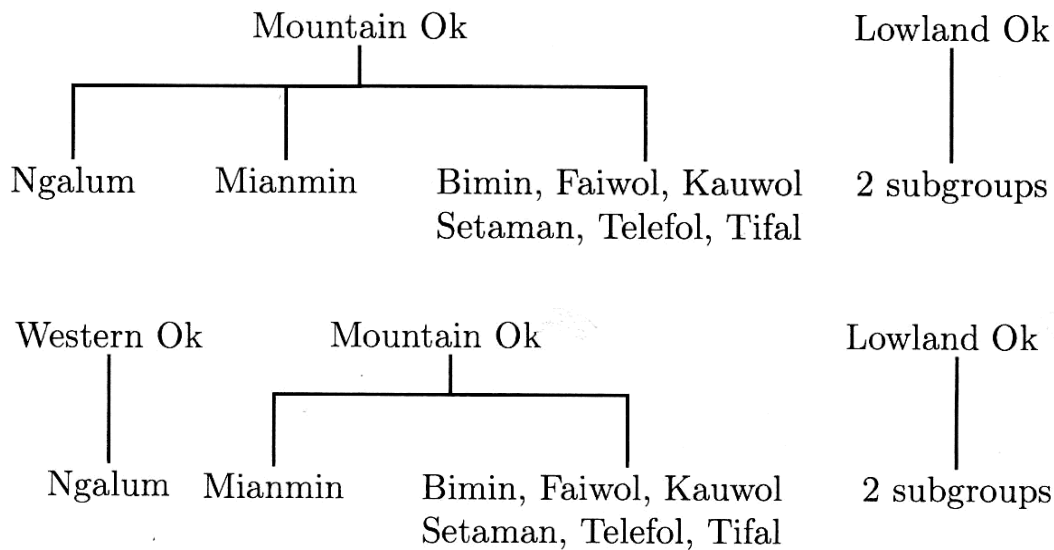 Mountain Ok Lowland Ok
Ngalum Mianmin Bimin, Faiwol, Kauwol 2 subgroups
Setaman, Telefol, Tifal
Western Ok Mountain Ok Lowland Ok
Ngalum Mianmin Bimin, Faiwol, Kauwol 2 subgroups
Setaman, Telefol, Tifal